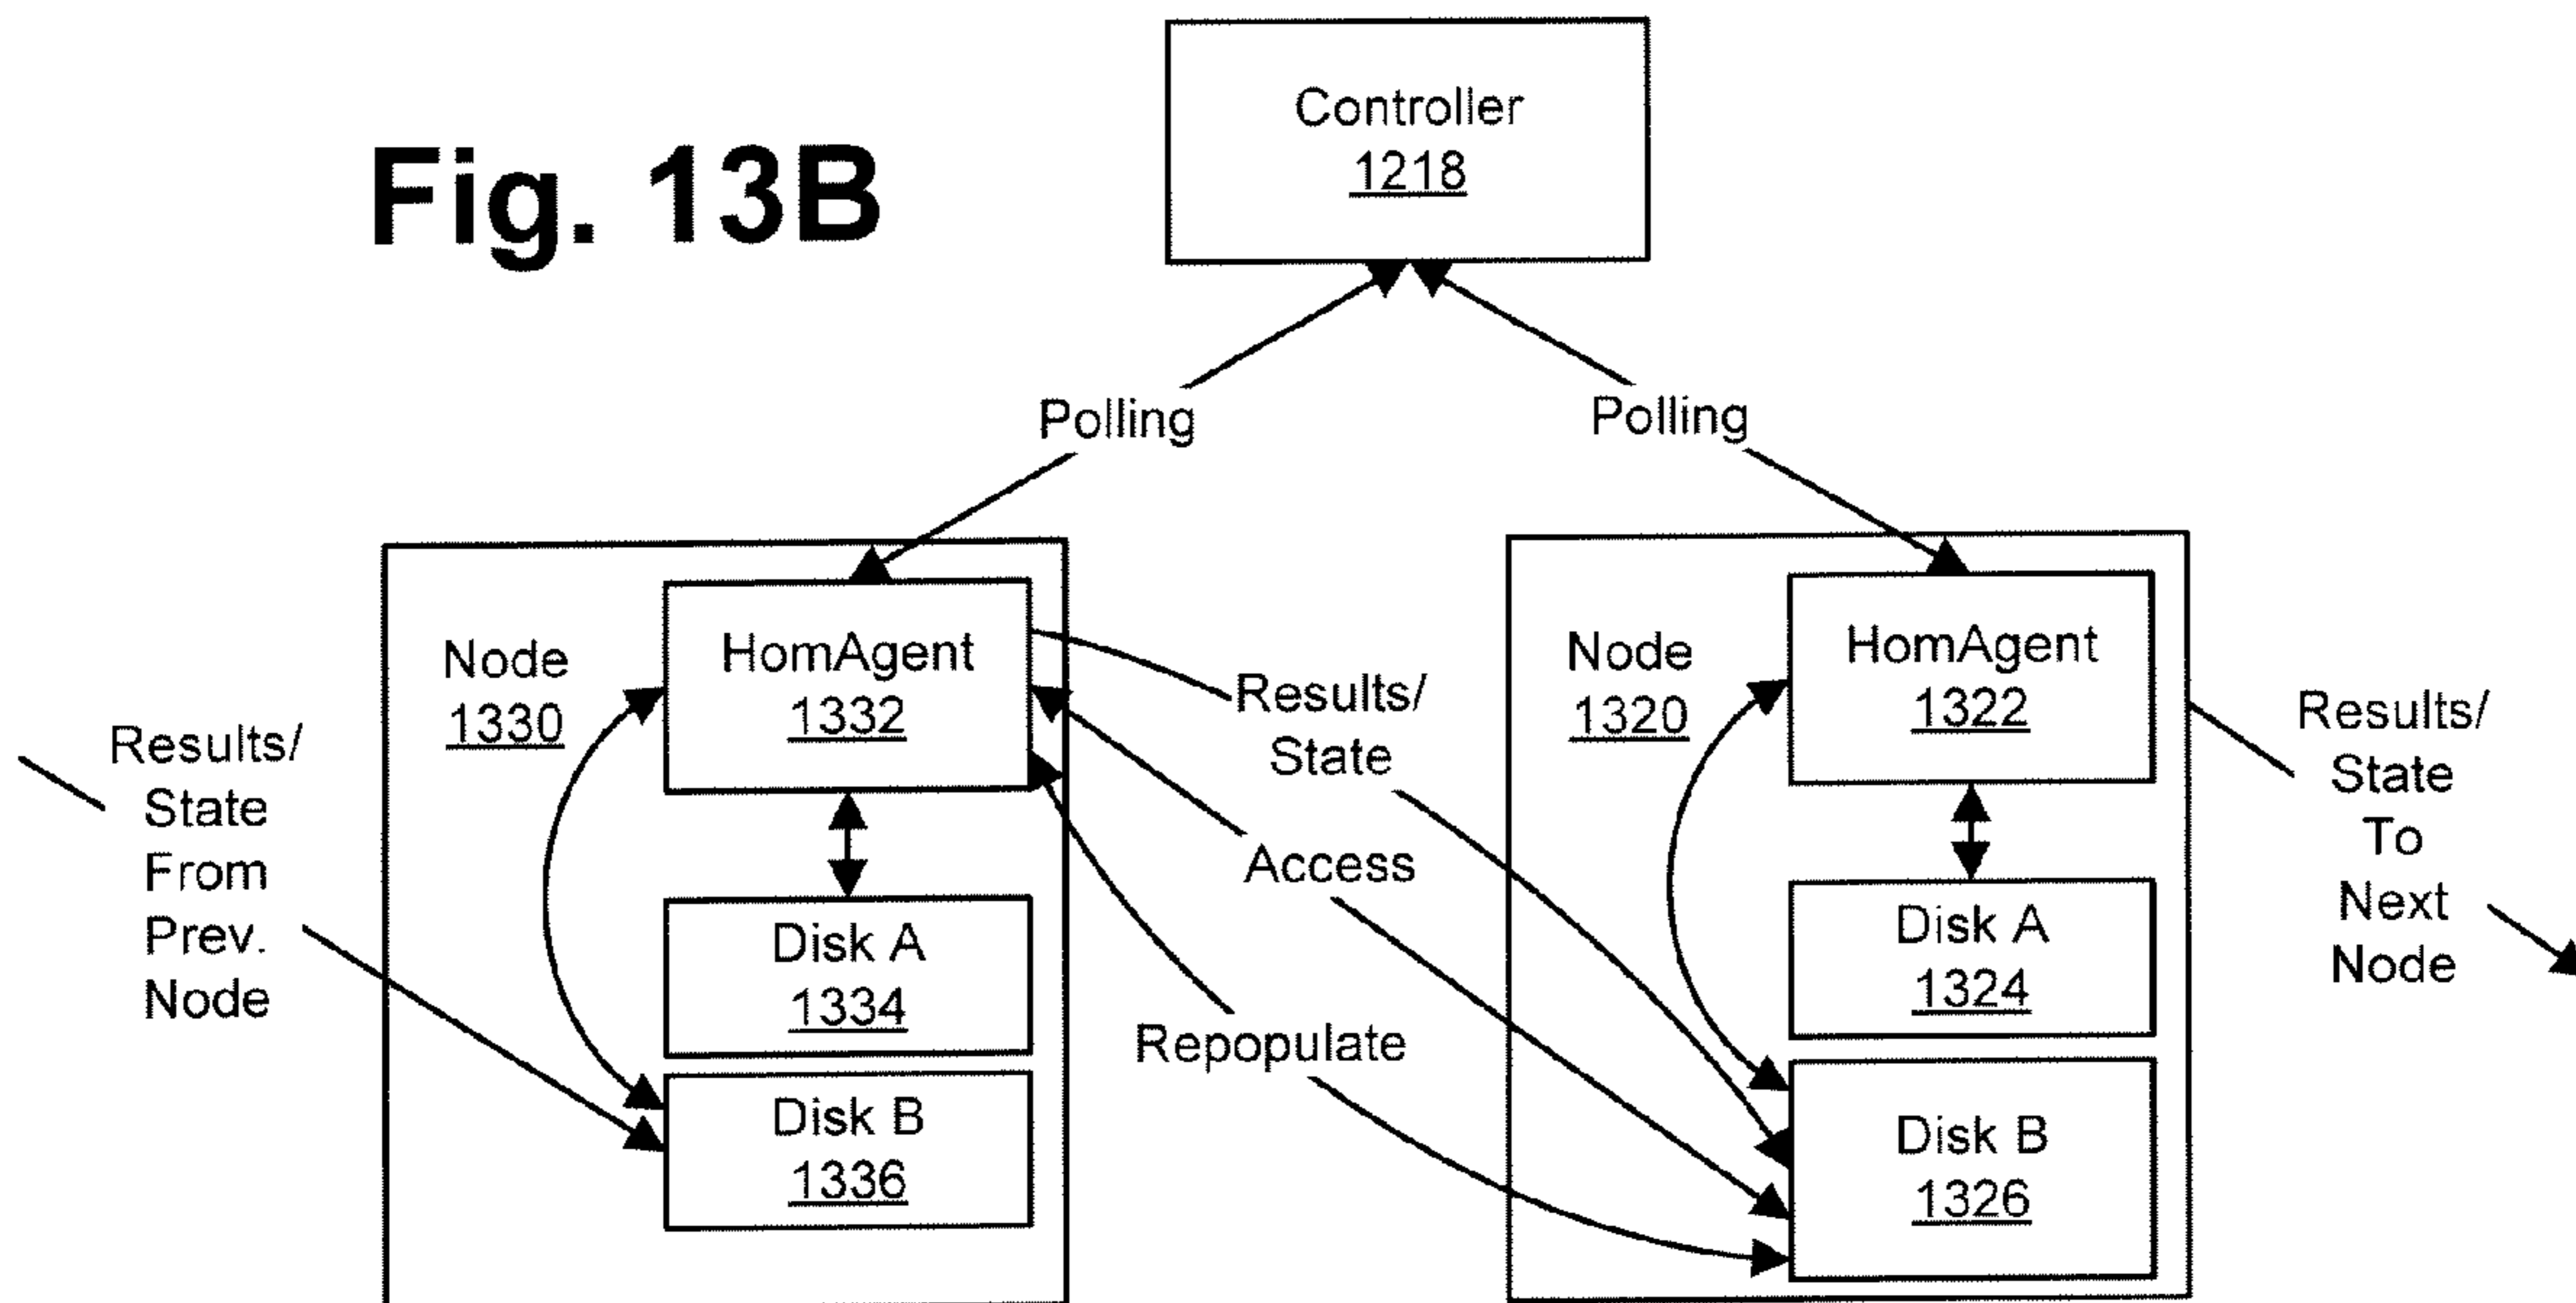 Fig. 13B
Controller
1218
Polling
Polling
Node
1330
HomAgent
1332
Results/
State
Node
1320
HomAgent
1322
Results/
State
From
Prev.
Node
Results/
State
To
Next
Node
Access
Disk A
1334
Disk A
1324
Repopulate
Disk B
1336
Disk B
1326